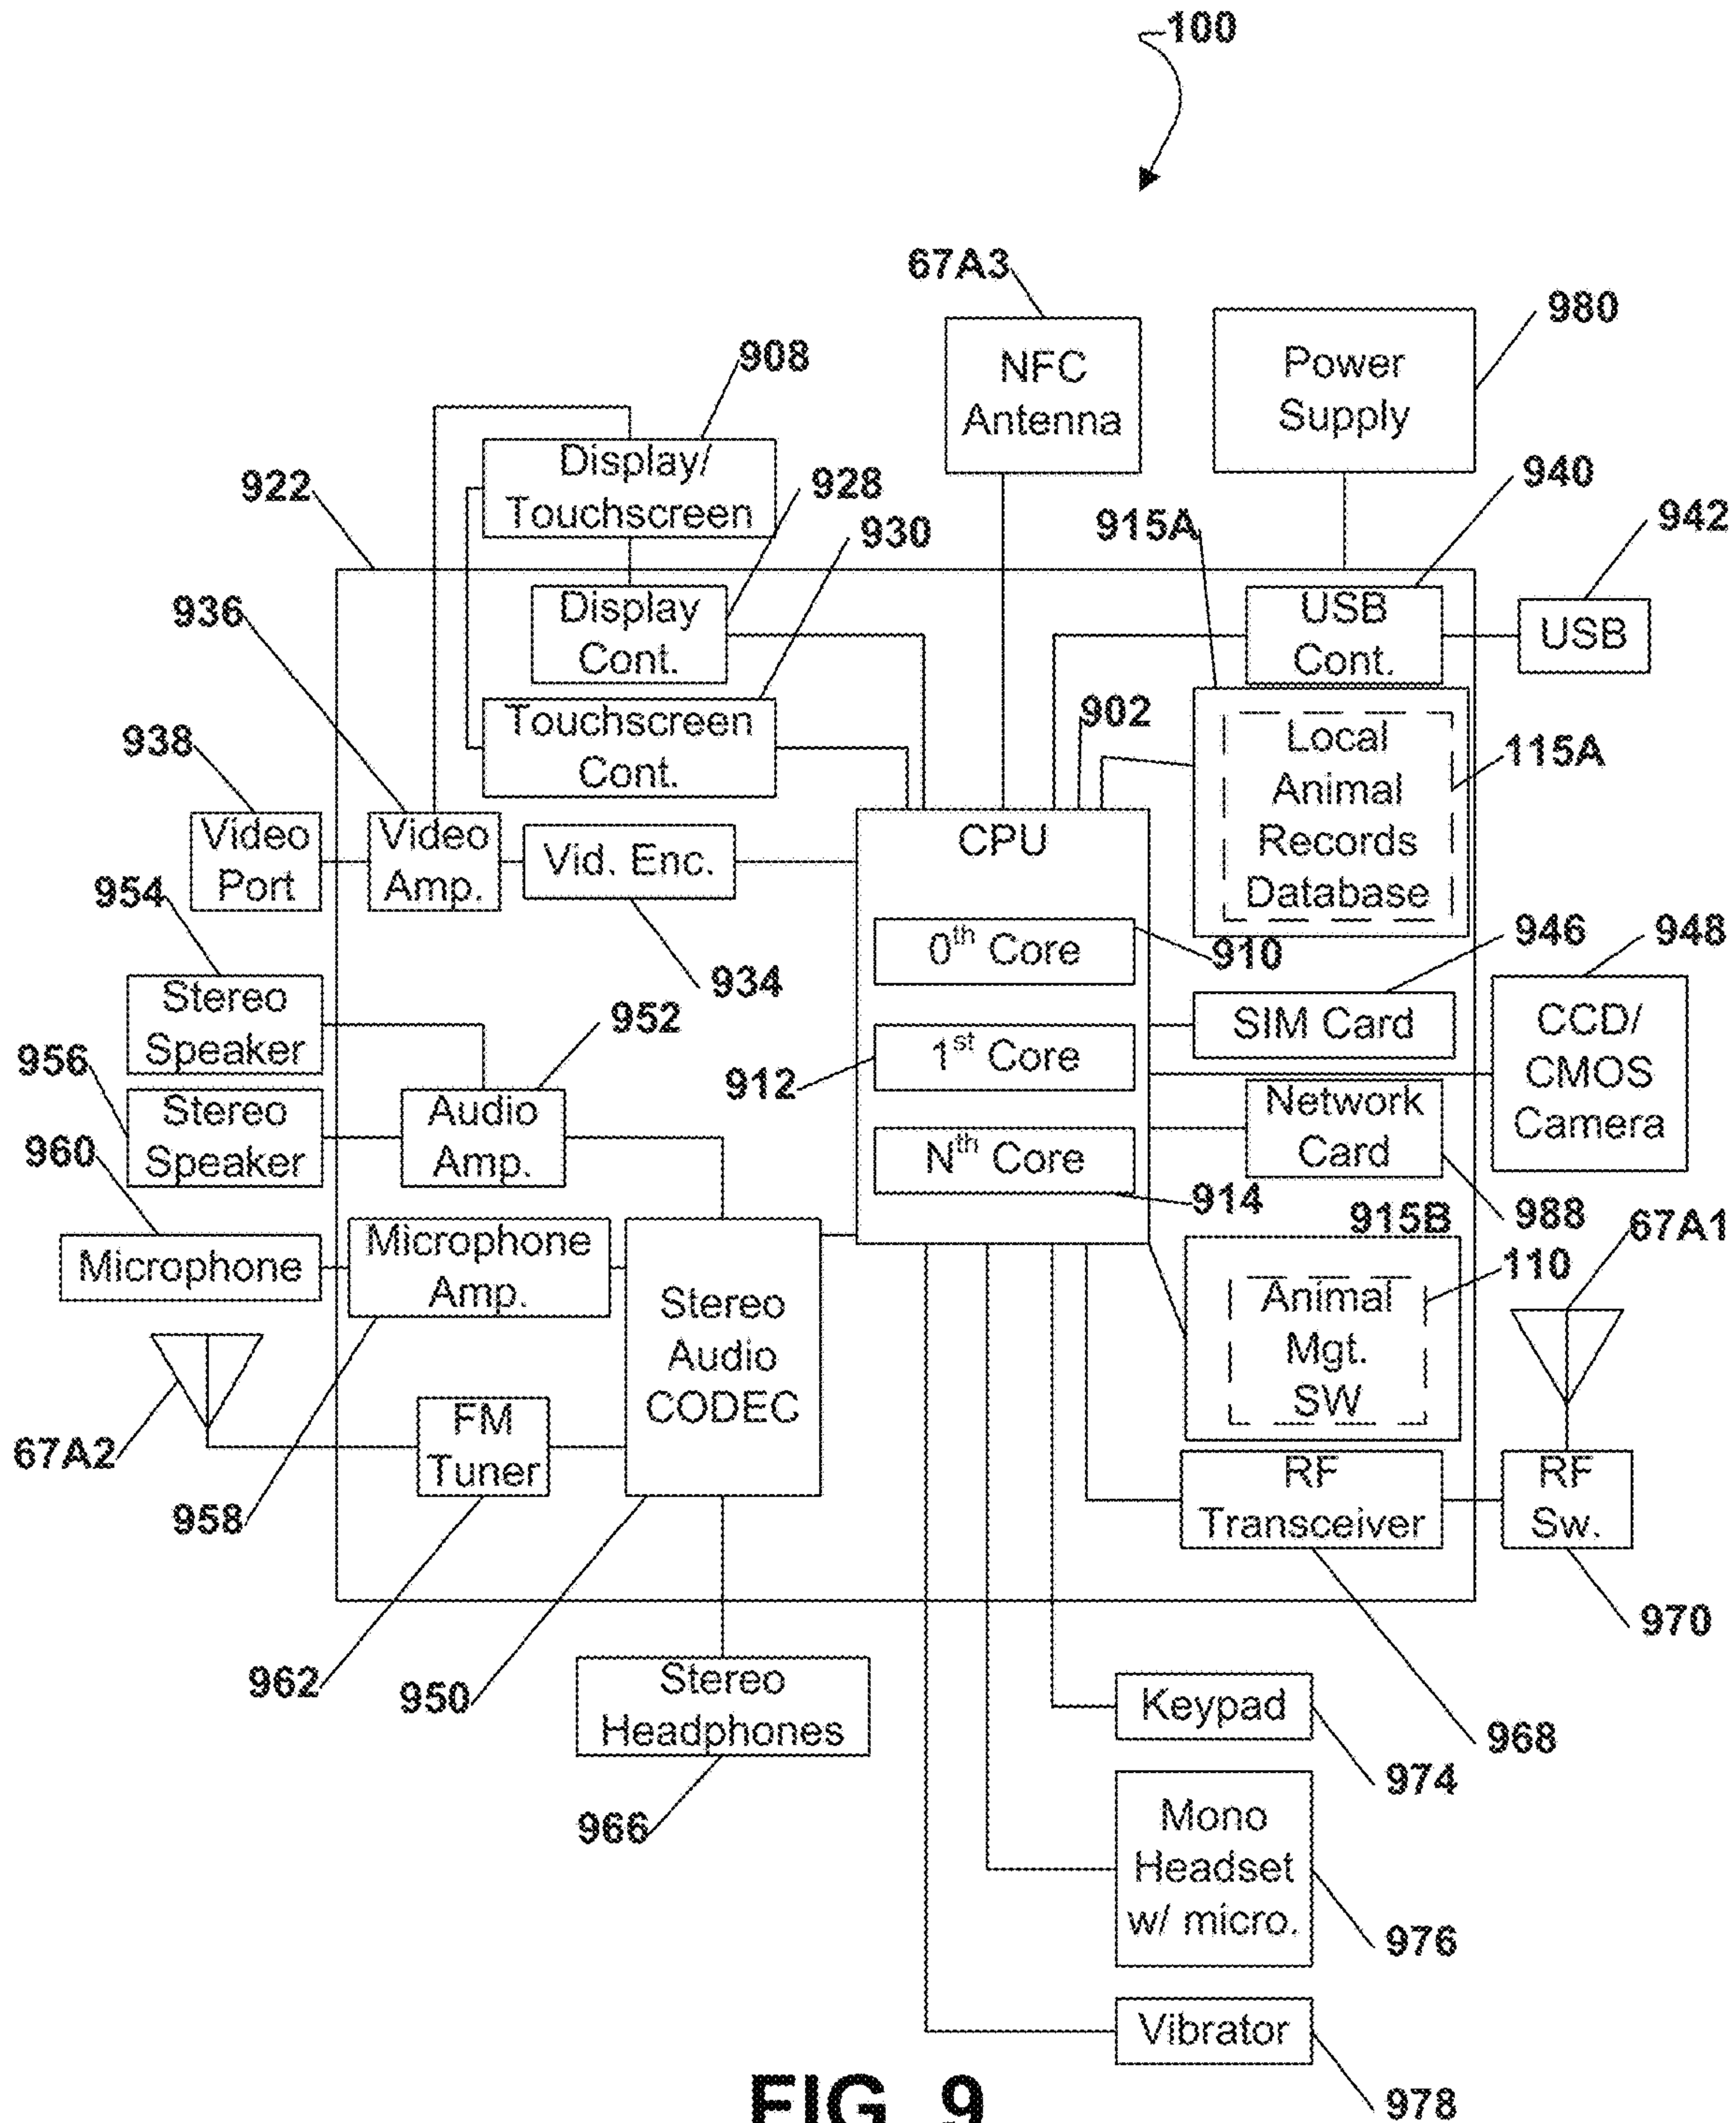 100
67A3
NFC
Antenna
980
Power
Supply
908
Display/
Touchscreen
922
928
930
915A
940
942
USB
Cont.
USB
Display
Cont.
936
Touchscreen
Cont.
902
Local
Animal
Records
Database
115A
938
Video
Port
Video
Amp.
Vid. Enc.
934
CPU
0th Core
910
1st Core
912
Nth Core
914
946
SIM Card
948
CCD/
CMOS
Camera
954
Stereo
Speaker
952
956
Stereo
Speaker
Audio
Amp.
Network
Card
988
960
Microphone
Microphone
Amp.
958
Stereo
Audio
CODEC
950
915B
110
Animal
Mgt.
SW
67A1
67A2
FM
Tuner
962
RF
Transceiver
968
RF
Sw.
970
Stereo
Headphones
966
Keypad
974
Mono
Headset
w/ micro.
976
Vibrator
978
FIG. 9